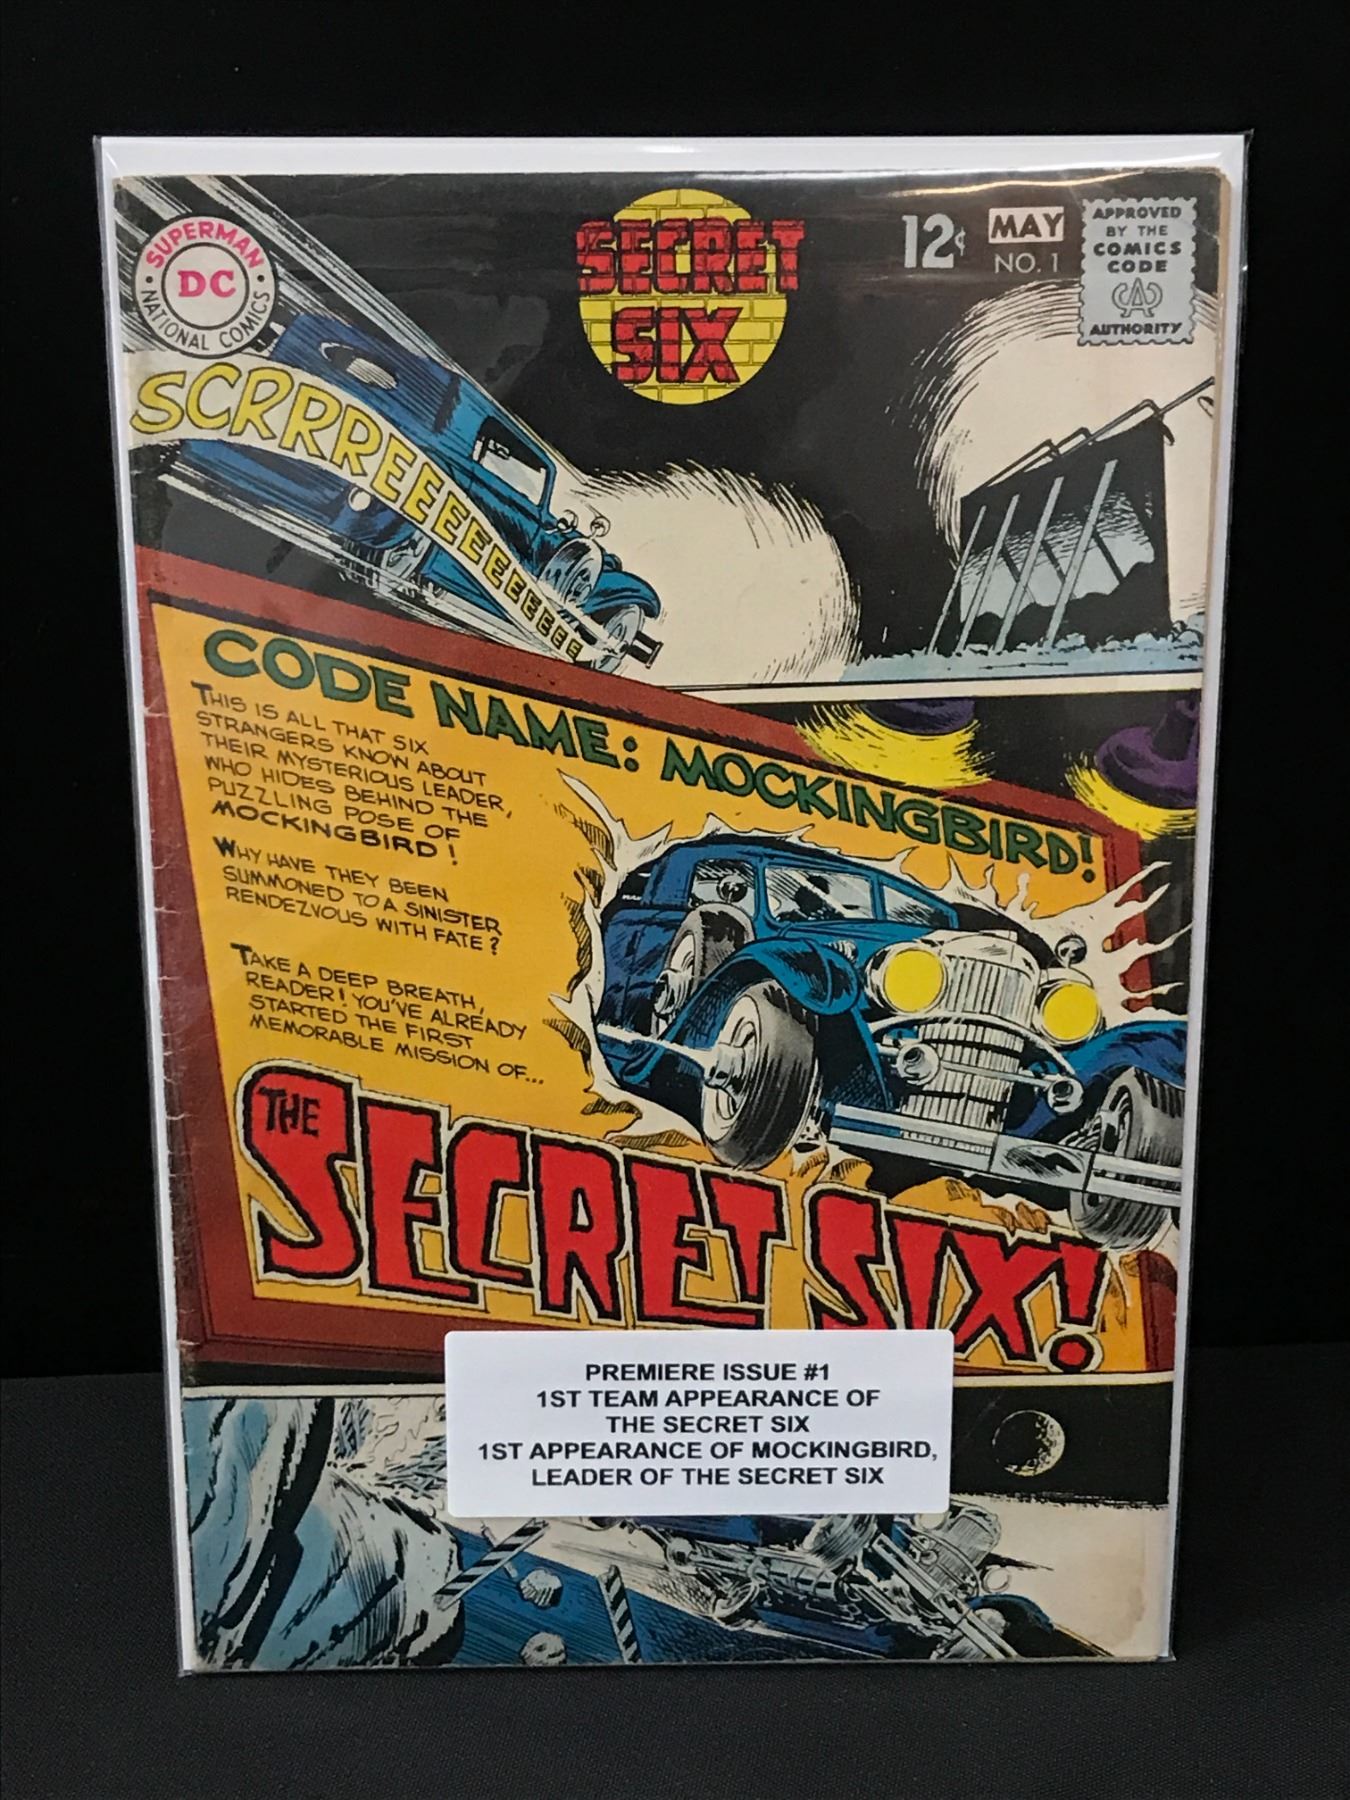 SUPERMAN
DC
NATIONAL COMICS
SECRET
SIX
12¢
MAY
NO. 1
APPROVED
BY THE
COMICS
CODE
CA
AUTHORITY
SCRRREEEEEEEEEEEEEEE
CODE NAME: MOCKINGBIRD!
THIS IS ALL THAT SIX
STRANGERS KNOW ABOUT
THEIR MYSTERIOUS LEADER,
WHO HIDES BEHIND THE
PUZZLING POSE OF
MOCKINGBIRD!
WHY HAVE THEY BEEN
SUMMONED TO A SINISTER
RENDEZVOUS WITH FATE?
TAKE A DEEP BREATH,
READER! YOU'VE ALREADY
STARTED THE FIRST
MEMORABLE MISSION OF...
THE
SECRET SIX!
PREMIERE ISSUE #1
1ST TEAM APPEARANCE OF
THE SECRET SIX
1ST APPEARANCE OF MOCKINGBIRD,
LEADER OF THE SECRET SIX